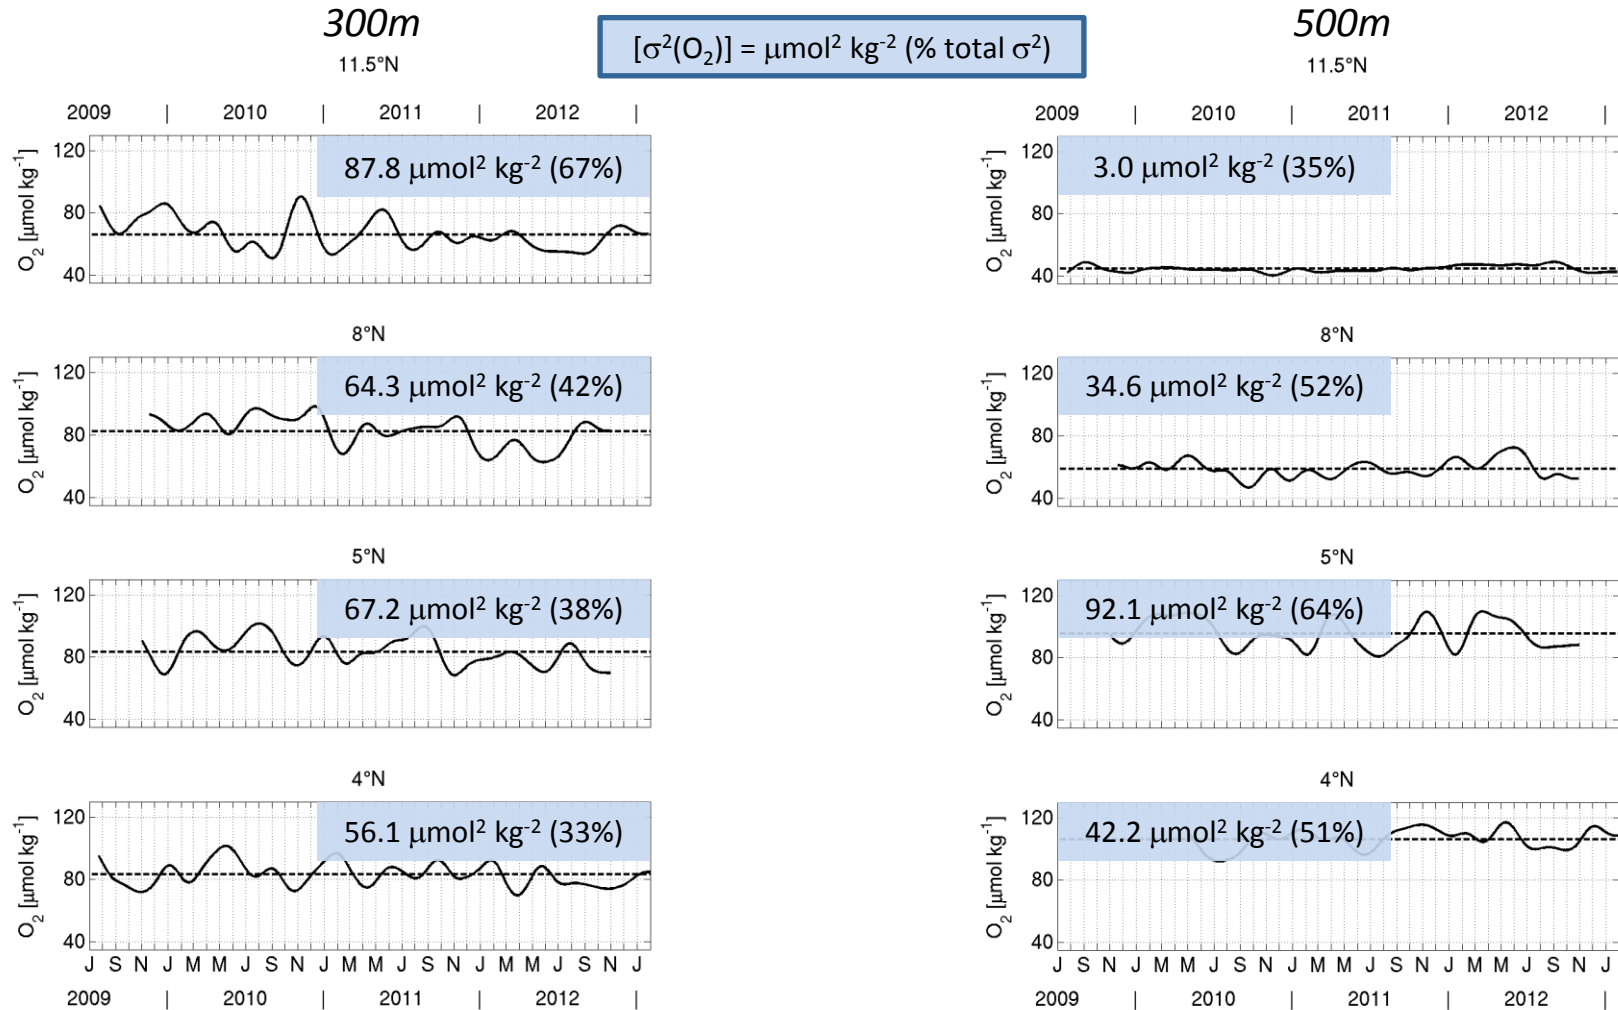 300m
[σ²(O₂)] = μmol² kg⁻² (% total σ²)
500m
11.5°N
2009 | 2010 | 2011 | 2012 |
O₂ [μmol kg⁻¹]
120
80
40
87.8 μmol² kg⁻² (67%)
8°N
O₂ [μmol kg⁻¹]
120
80
40
64.3 μmol² kg⁻² (42%)
5°N
O₂ [μmol kg⁻¹]
120
80
40
67.2 μmol² kg⁻² (38%)
4°N
O₂ [μmol kg⁻¹]
120
80
40
56.1 μmol² kg⁻² (33%)
J S N J M M J S N J M M J S N J M M J S N J
2009 | 2010 | 2011 | 2012 |
11.5°N
2009 | 2010 | 2011 | 2012 |
O₂ [μmol kg⁻¹]
120
80
40
3.0 μmol² kg⁻² (35%)
8°N
O₂ [μmol kg⁻¹]
120
80
40
34.6 μmol² kg⁻² (52%)
5°N
O₂ [μmol kg⁻¹]
120
80
40
92.1 μmol² kg⁻² (64%)
4°N
O₂ [μmol kg⁻¹]
120
80
40
42.2 μmol² kg⁻² (51%)
J S N J M M J S N J M M J S N J M M J S N J
2009 | 2010 | 2011 | 2012 |